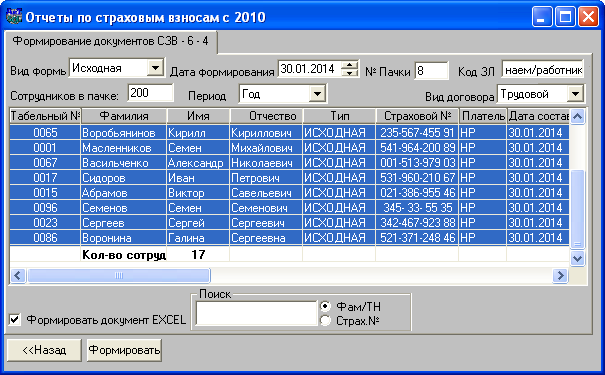 Отчеты по страховым взносам с 2010
Формирование документов СЗВ - 6 - 4
Вид формь Исходная Дата формирования 30.01.2014 № Пачки 8 Код ЗЛ наем/работник
Сотрудников в пачке: 200 Период Год Вид договора Трудовой
Табельный № Фамилия Имя Отчество Тип Страховой № Платель Дата состав
0065 Воробьянинов Кирилл Кириллович ИСХОДНАЯ 235-567-455 91 НР 30.01.2014
0001 Масленников Семен Михайлович ИСХОДНАЯ 541-964-200 89 НР 30.01.2014
0067 Васильченко Александр Николаевич ИСХОДНАЯ 001-513-979 03 НР 30.01.2014
0017 Сидоров Иван Петрович ИСХОДНАЯ 531-960-210 67 НР 30.01.2014
0015 Абрамов Виктор Савельевич ИСХОДНАЯ 021-386-955 46 НР 30.01.2014
0096 Семенов Семен Семенович ИСХОДНАЯ 345- 33- 55 35 НР 30.01.2014
0023 Сергеев Сергей Сергеевич ИСХОДНАЯ 342-467-923 88 НР 30.01.2014
0086 Воронина Галина Сергеевна ИСХОДНАЯ 521-371-248 46 НР 30.01.2014
Кол-во сотруд 17
Поиск
Фам/ТН
Формировать документ EXCEL Страх.№
<<Назад Формировать